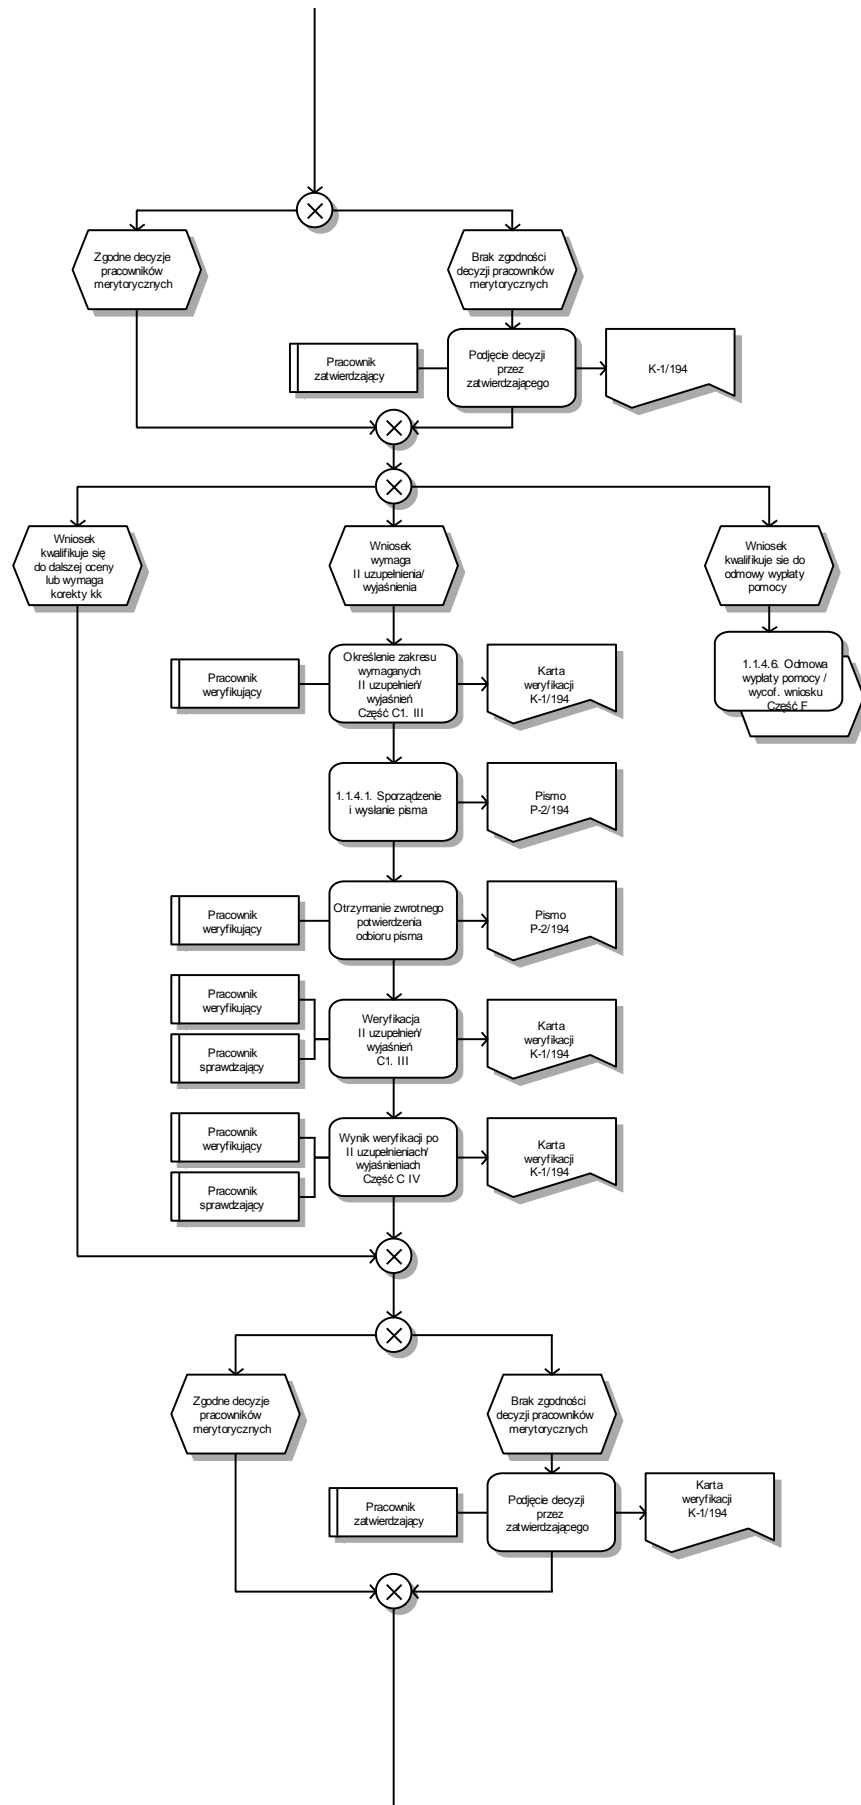 Zgodne decyzje
pracowników
merytorycznych
Brak zgodności
decyzji pracowników
merytorycznych
Pracownik
zatwierdzający
Podjęcie decyzji
przez
zatwierdzającego
K-1/194
Wniosek
kwalifikuje się
do dalszej oceny
lub wymaga
korekty kk
Wniosek
wymaga
II uzupełnienia/
wyjaśnienia
Wniosek
kwalifikuje sie do
odmowy wypłaty
pomocy
Pracownik
weryfikujący
Określenie zakresu
wymaganych
II uzupełnień/
wyjaśnień
Część C1. III
Karta
weryfikacji
K-1/194
1.1.4.6. Odmowa
wypłaty pomocy /
wycof. wniosku
Część F
1.1.4.1. Sporządzenie
i wysłanie pisma
Pismo
P-2/194
Pracownik
weryfikujący
Otrzymanie zwrotnego
potwierdzenia
odbioru pisma
Pismo
P-2/194
Pracownik
weryfikujący
Pracownik
sprawdzający
Weryfikacja
II uzupełnień/
wyjaśnień
C1. III
Karta
weryfikacji
K-1/194
Pracownik
weryfikujący
Pracownik
sprawdzający
Wynik weryfikacji po
II uzupełnieniach/
wyjaśnieniach
Część C IV
Karta
weryfikacji
K-1/194
Zgodne decyzje
pracowników
merytorycznych
Brak zgodności
decyzji pracowników
merytorycznych
Pracownik
zatwierdzający
Podjęcie decyzji
przez
zatwierdzającego
Karta
weryfikacji
K-1/194